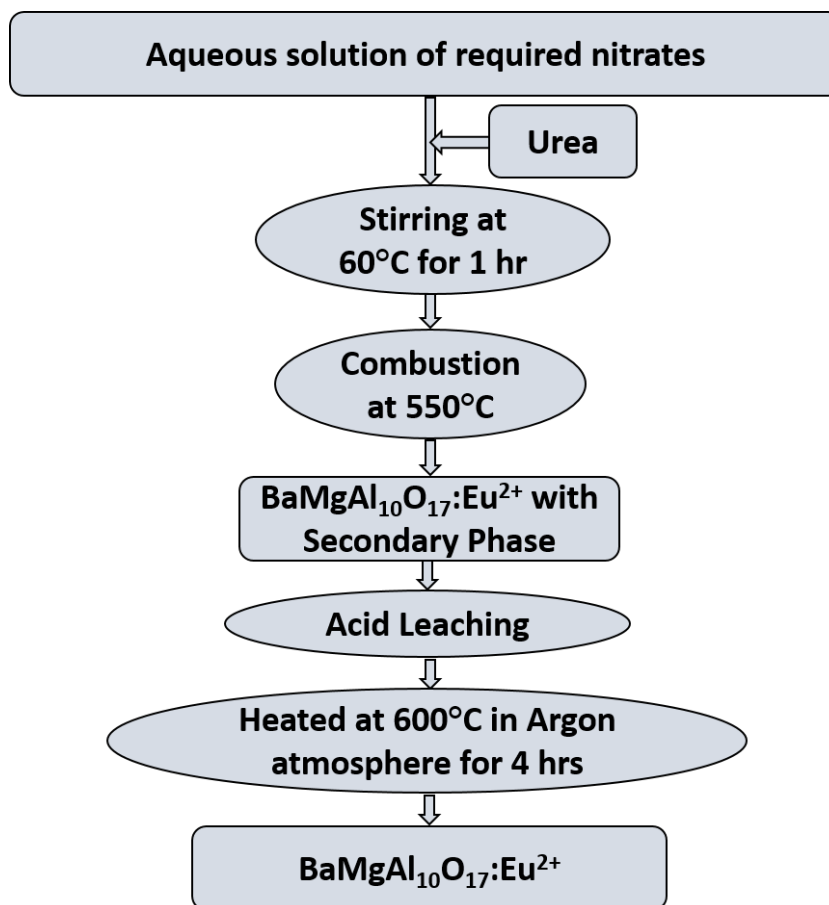 Aqueous solution of required nitrates
Urea
Stirring at
60°C for 1 hr
Combustion
at 550°C
BaMgAl₁₀O₁₇:Eu²⁺ with
Secondary Phase
Acid Leaching
Heated at 600°C in Argon
atmosphere for 4 hrs
BaMgAl₁₀O₁₇:Eu²⁺